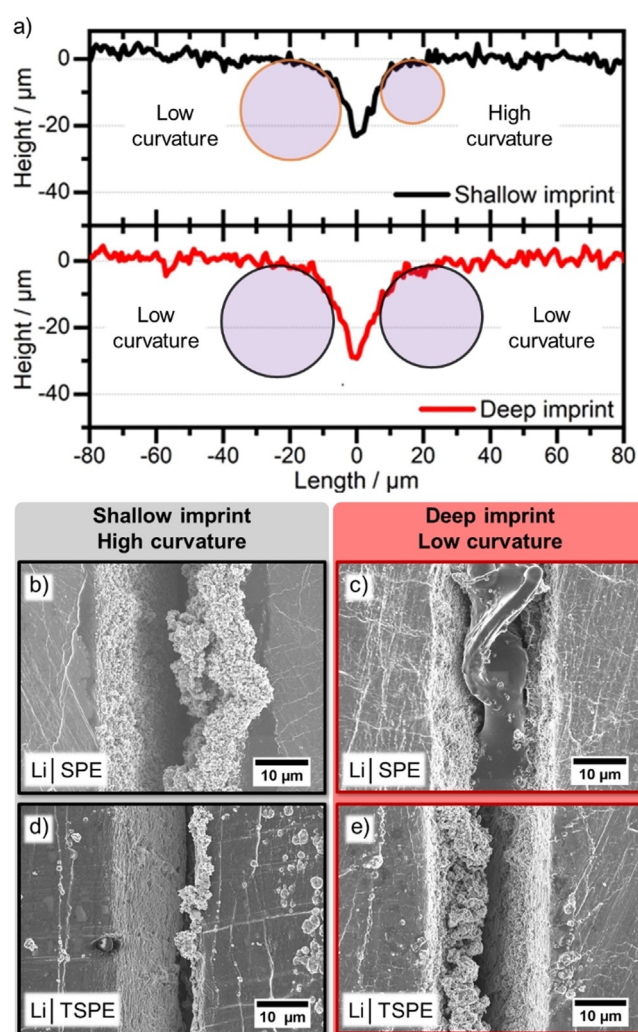 a)
Height / µm
0
-20
-40
Low
curvature
High
curvature
Shallow imprint
Height / µm
0
-20
-40
Low
curvature
Low
curvature
Deep imprint
-80 -60 -40 -20 0 20 40 60 80
Length / µm
Shallow imprint
High curvature
Deep imprint
Low curvature
b)
Li| SPE
10 µm
c)
Li| SPE
10 µm
d)
Li| TSPE
10 µm
e)
Li| TSPE
10 µm